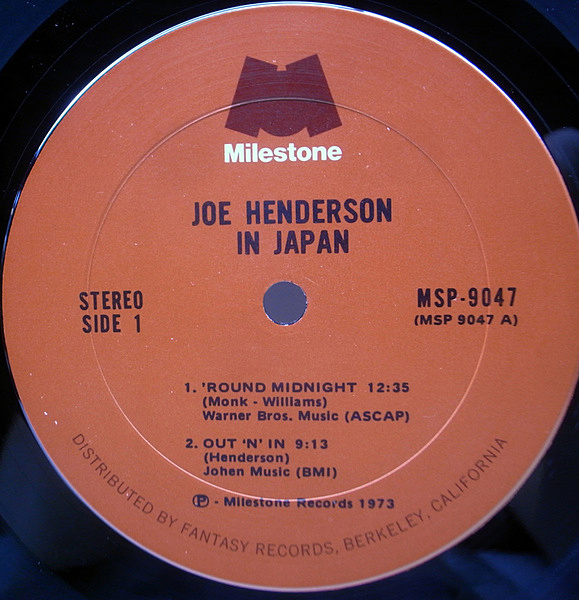 Milestone
JOE HENDERSON
IN JAPAN
STEREO
SIDE 1
MSP-9047
(MSP 9047 A)
1. 'ROUND MIDNIGHT 12:35
(Monk - Williams)
Warner Bros. Music (ASCAP)
2. OUT 'N' IN 9:13
(Henderson)
Johen Music (BMI)
Ⓟ - Milestone Records 1973
DISTRIBUTED BY FANTASY RECORDS, BERKELEY, CALIFORNIA